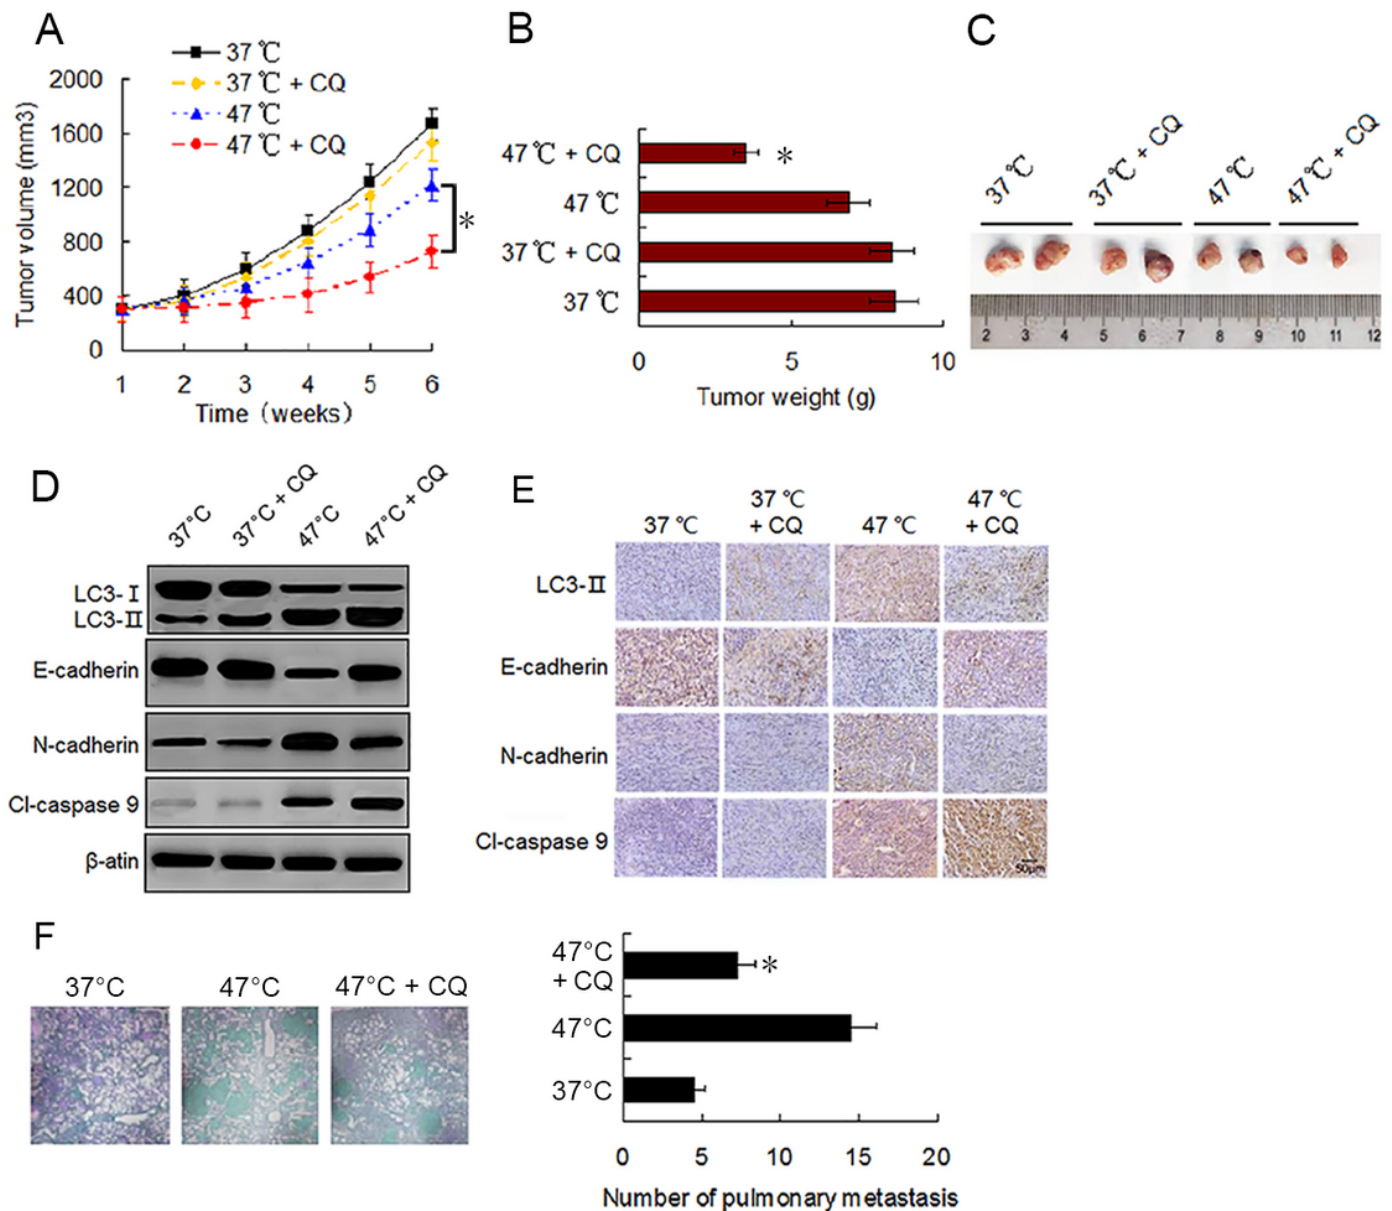 A
37 ℃
37 ℃ + CQ
47 ℃
47 ℃ + CQ
Tumor volume (mm3)
2000
1600
1200
800
400
0
*
1 2 3 4 5 6
Time (weeks)
B
47 ℃ + CQ
*
47 ℃
37 ℃ + CQ
37 ℃
0 5 10
Tumor weight (g)
C
37 ℃
37 ℃ + CQ
47 ℃
47 ℃ + CQ
2 3 4 5 6 7 8 9 10 11 12
D
37°C
37°C + CQ
47°C
47°C + CQ
LC3-Ⅰ
LC3-Ⅱ
E-cadherin
N-cadherin
Cl-caspase 9
β-atin
E
37 ℃
37 ℃
+ CQ
47 ℃
47 ℃
+ CQ
LC3-Ⅱ
E-cadherin
N-cadherin
Cl-caspase 9
50μm
F
37°C
47°C
47°C + CQ
47°C
+ CQ
*
47°C
37°C
0 5 10 15 20
Number of pulmonary metastasis